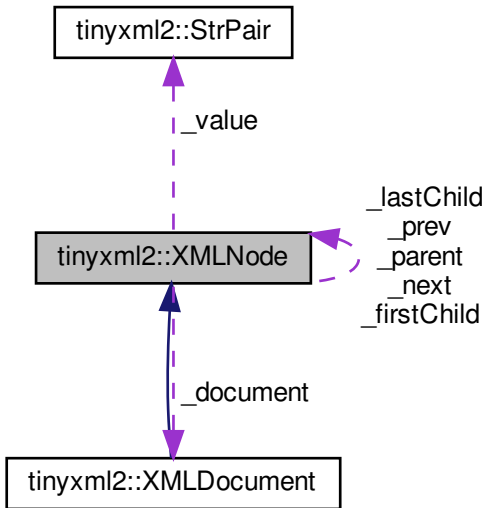 tinyxml2::StrPair
_value
_lastChild
_prev
_parent
_next
_firstChild
tinyxml2::XMLNode
_document
tinyxml2::XMLDocument